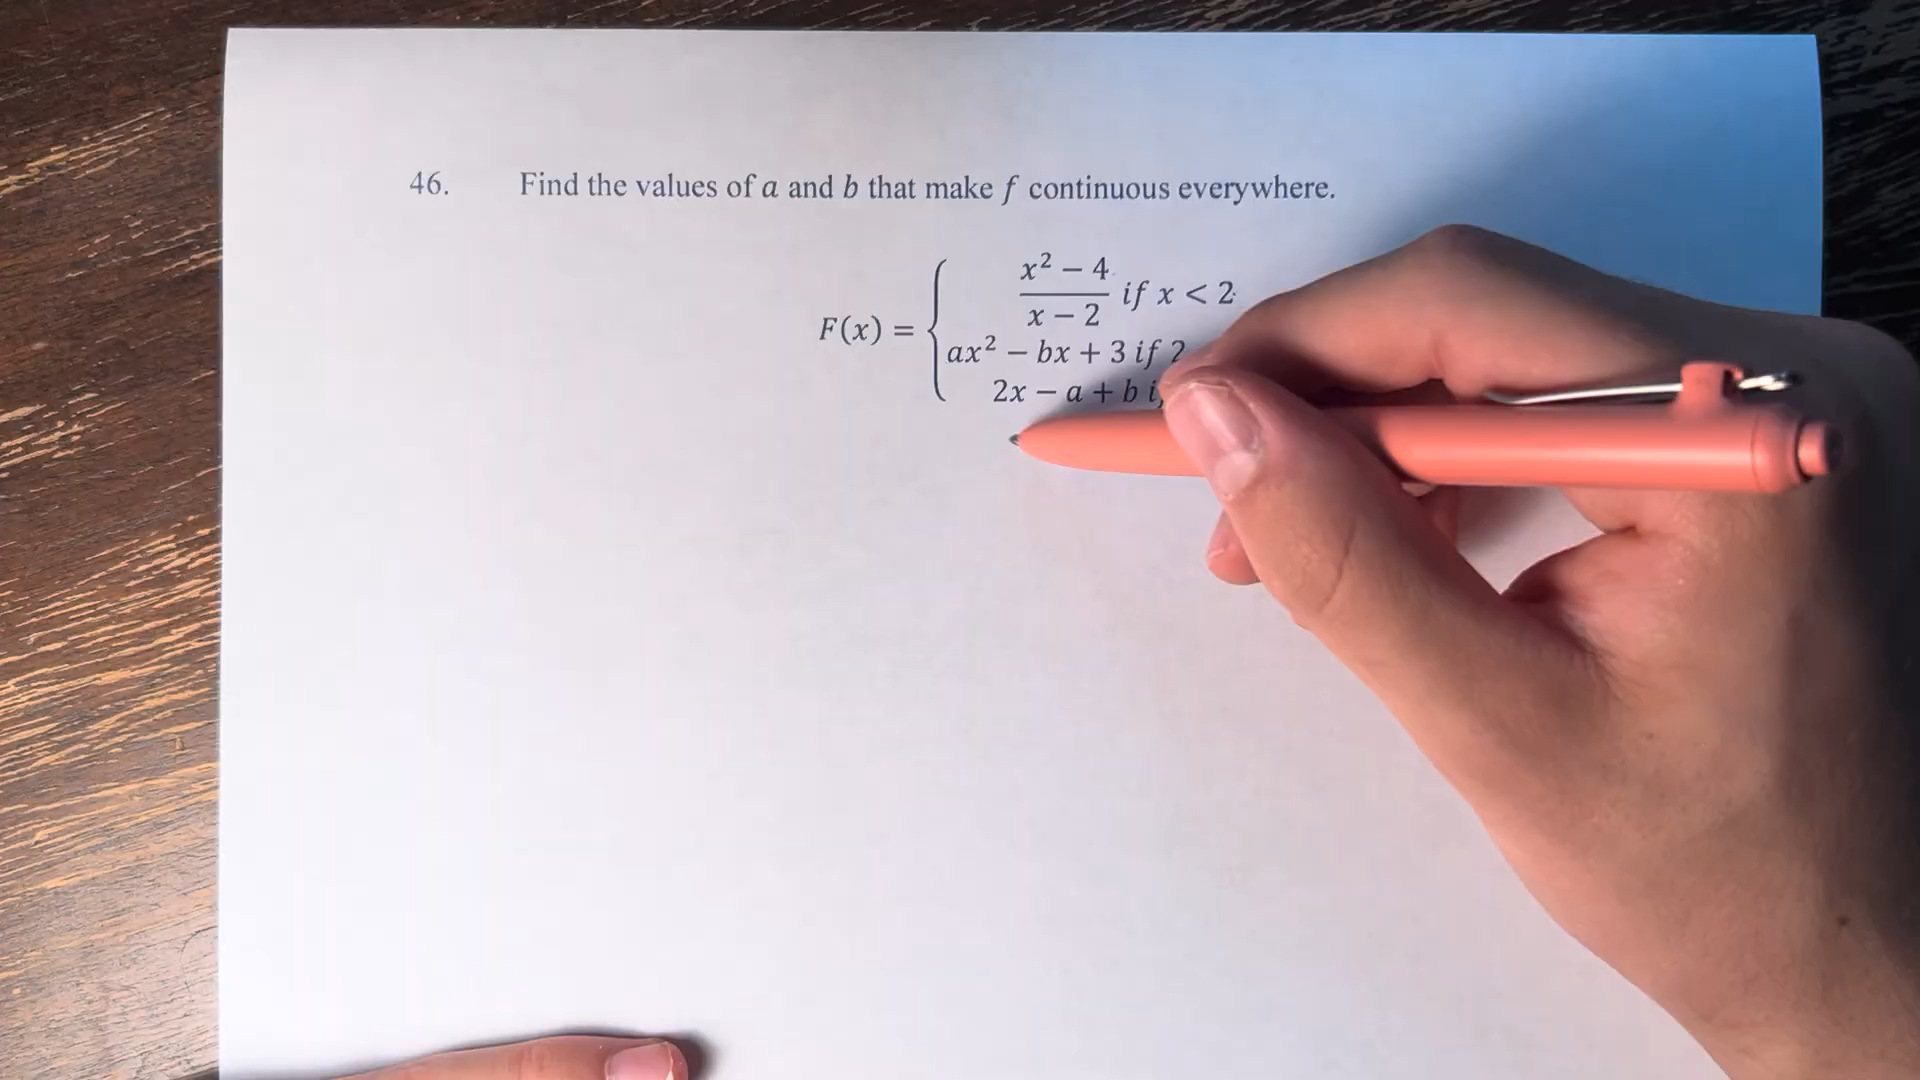 46. Find the values of a and b that make f continuous everywhere.
x² − 4
F(x) = { ――― if x < 2
x − 2
ax² − bx + 3 if 2
2x − a + b